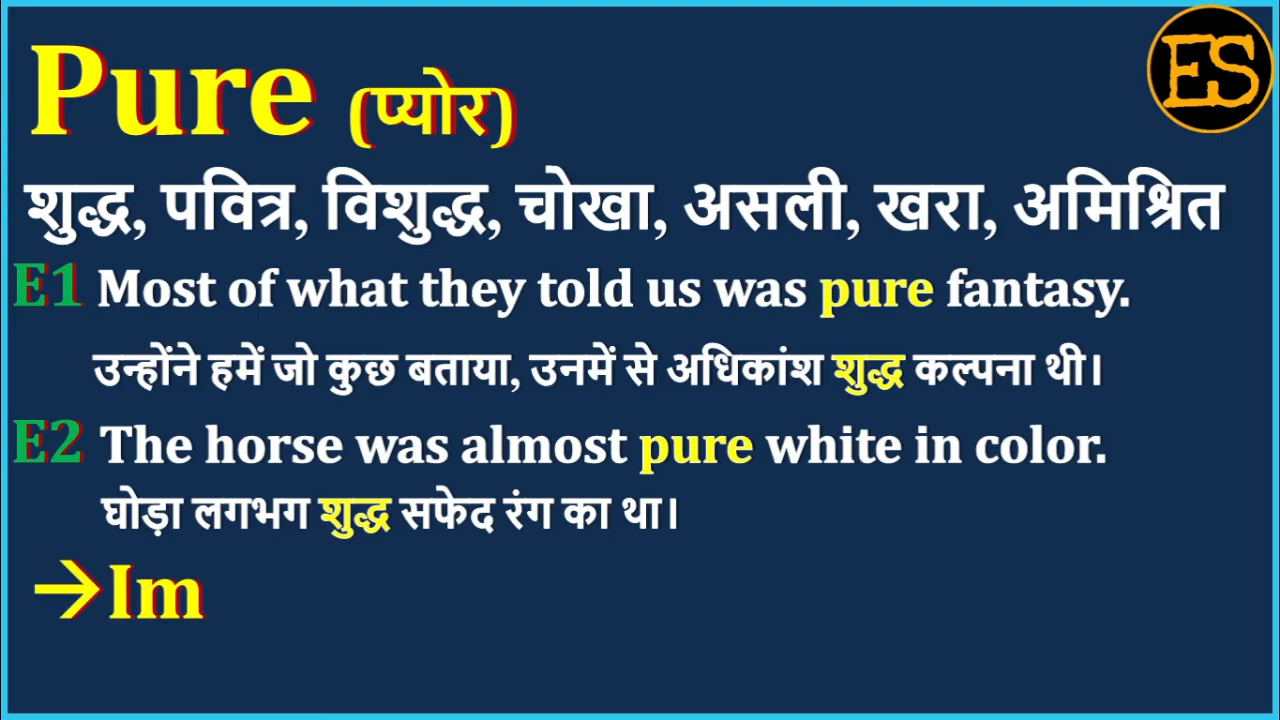 ES
Pure (प्योर)
शुद्ध, पवित्र, विशुद्ध, चोखा, असली, खरा, अमिश्रित
E1 Most of what they told us was pure fantasy.
उन्होंने हमें जो कुछ बताया, उनमें से अधिकांश शुद्ध कल्पना थी।
E2 The horse was almost pure white in color.
घोड़ा लगभग शुद्ध सफेद रंग का था।
→Im